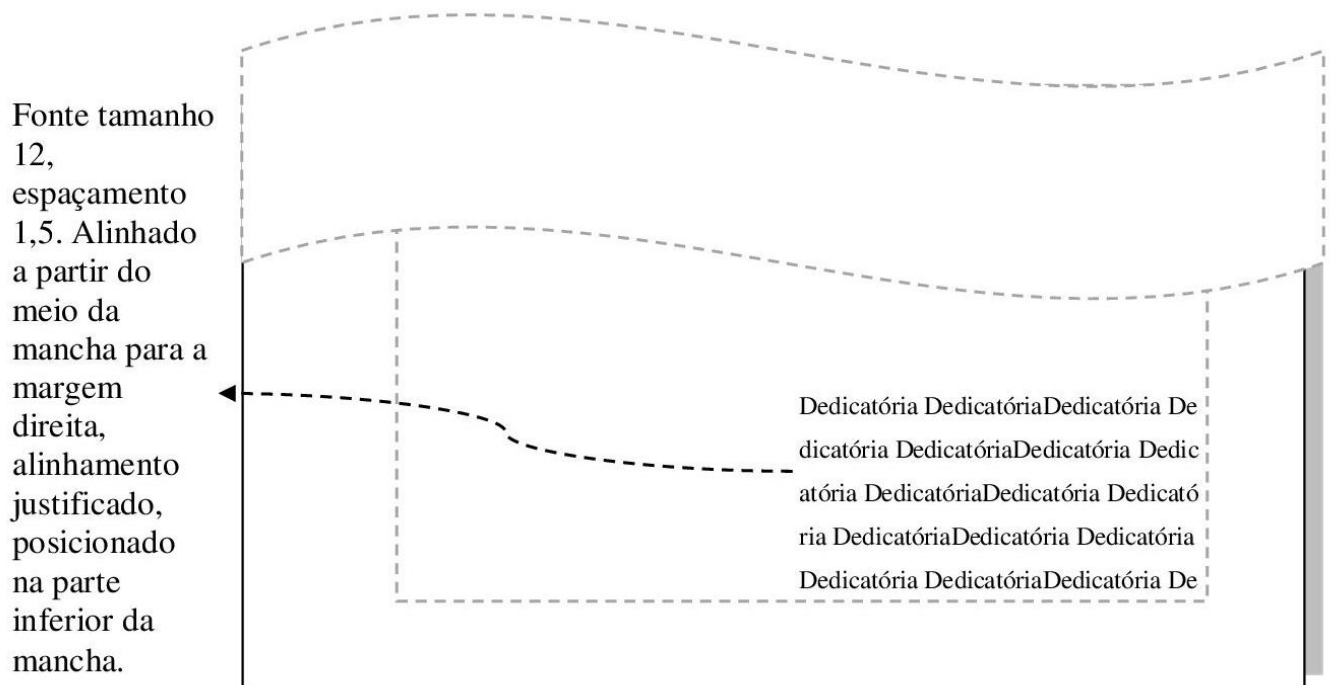 Fonte tamanho
12,
espaçamento
1,5. Alinhado
a partir do
meio da
mancha para a
margem
direita,
alinhamento
justificado,
posicionado
na parte
inferior da
mancha.
Dedicatória DedicatóriaDedicatória De
dicatória DedicatóriaDedicatória Dedic
atória DedicatóriaDedicatória Dedicató
ria DedicatóriaDedicatória Dedicatória
Dedicatória DedicatóriaDedicatória De